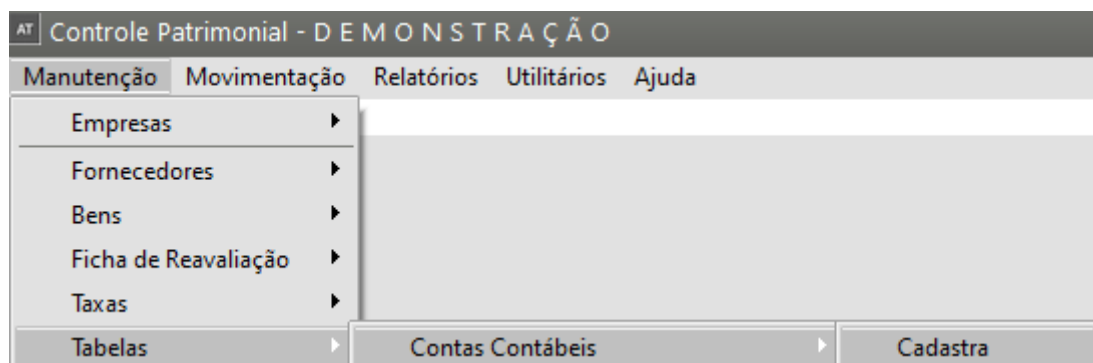 AT Controle Patrimonial - D E M O N S T R A Ç Ã O
Manutenção Movimentação Relatórios Utilitários Ajuda
Empresas
Fornecedores
Bens
Ficha de Reavaliação
Taxas
Tabelas Contas Contábeis Cadastra